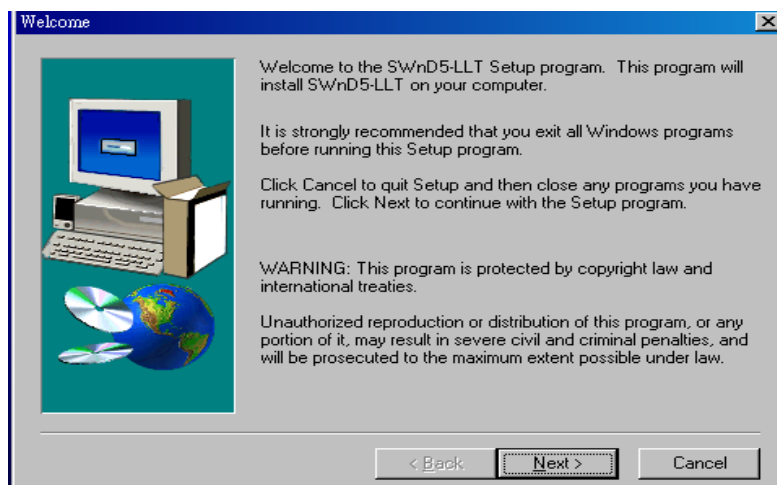 Welcome
Welcome to the SWnD5-LLT Setup program. This program will
install SWnD5-LLT on your computer.
It is strongly recommended that you exit all Windows programs
before running this Setup program.
Click Cancel to quit Setup and then close any programs you have
running. Click Next to continue with the Setup program.
WARNING: This program is protected by copyright law and
international treaties.
Unauthorized reproduction or distribution of this program, or any
portion of it, may result in severe civil and criminal penalties, and
will be prosecuted to the maximum extent possible under law.
< Back Next > Cancel